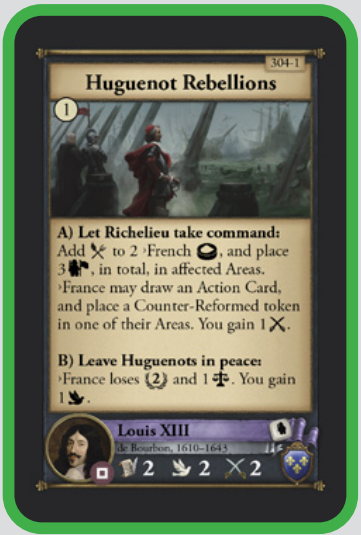 304-1
Huguenot Rebellions
1
A) Let Richelieu take command:
Add to 2 ›French , and place
3 , in total, in affected Areas.
›France may draw an Action Card,
and place a Counter-Reformed token
in one of their Areas. You gain 1 .
B) Leave Huguenots in peace:
›France loses (2) and 1 . You gain
1 .
Louis XIII
de Bourbon, 1610–1643
2 2 2